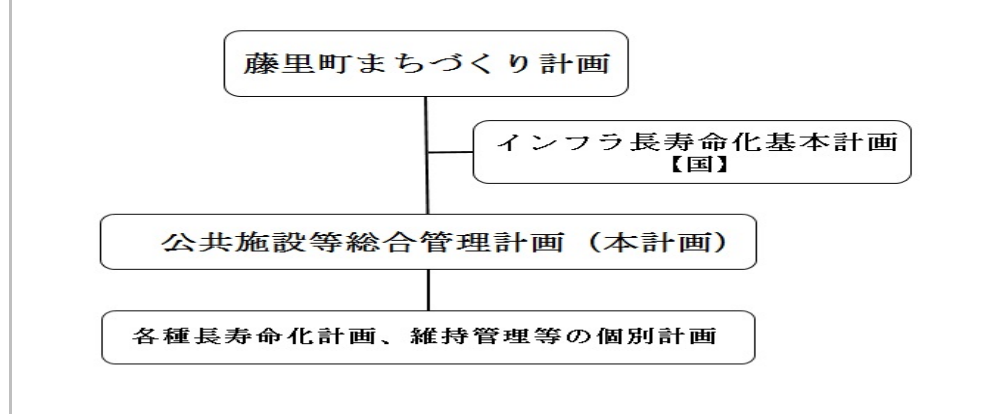 藤里町まちづくり計画
インフラ長寿命化基本計画
【国】
公共施設等総合管理計画（本計画）
各種長寿命化計画、維持管理等の個別計画